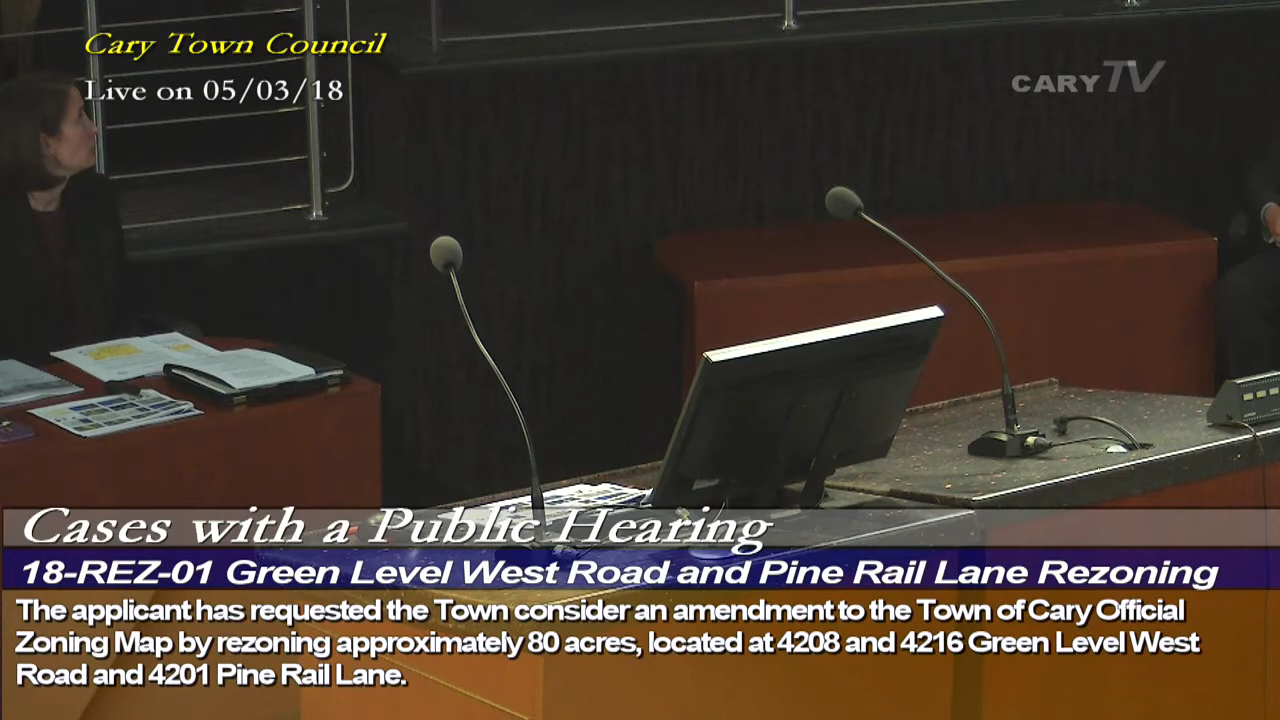 Cary Town Council
Live on 05/03/18
CARY TV
Cases with a Public Hearing
18-REZ-01 Green Level West Road and Pine Rail Lane Rezoning
The applicant has requested the Town consider an amendment to the Town of Cary Official
Zoning Map by rezoning approximately 80 acres, located at 4208 and 4216 Green Level West
Road and 4201 Pine Rail Lane.